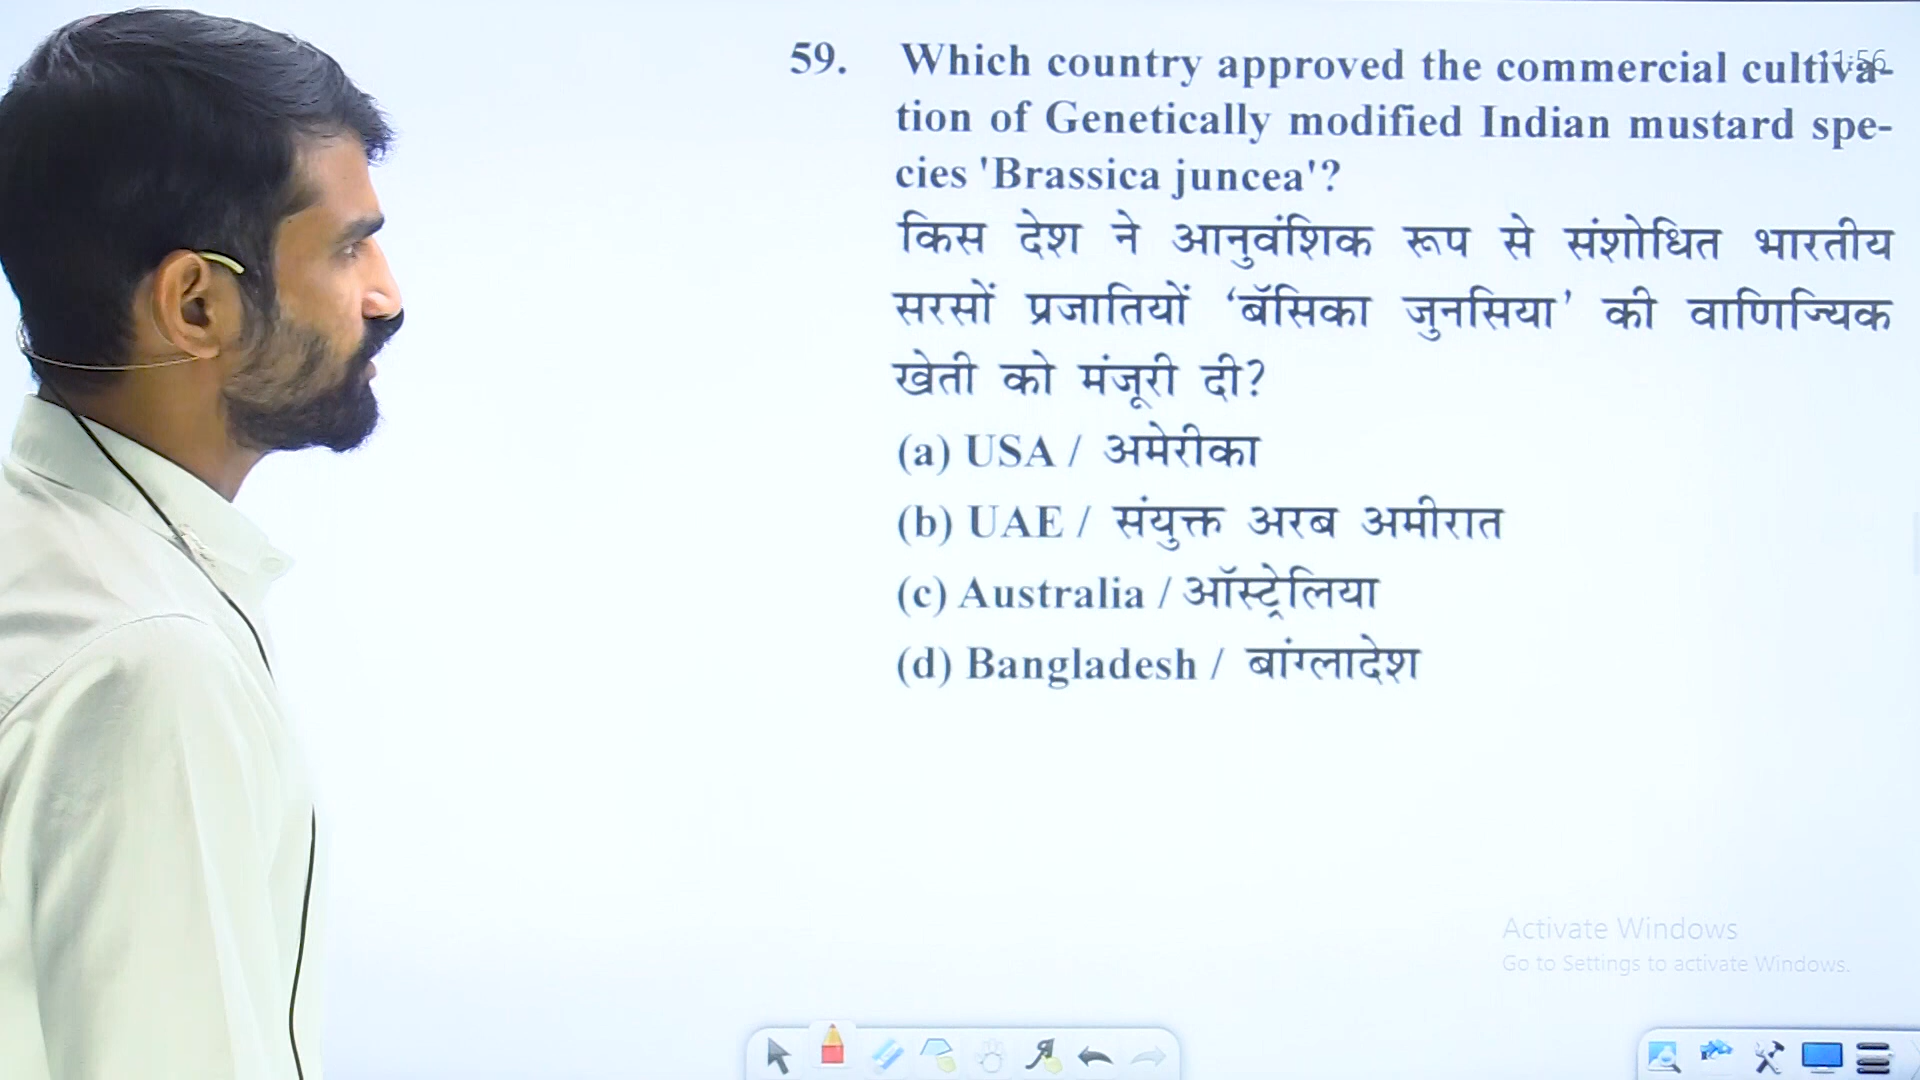 59. Which country approved the commercial cultiva-
11:56
tion of Genetically modified Indian mustard spe-
cies 'Brassica juncea'?
किस देश ने आनुवंशिक रूप से संशोधित भारतीय
सरसों प्रजातियों ‘बॅसिका जुनसिया’ की वाणिज्यिक
खेती को मंजूरी दी?
(a) USA / अमेरीका
(b) UAE / संयुक्त अरब अमीरात
(c) Australia / ऑस्ट्रेलिया
(d) Bangladesh / बांग्लादेश
Activate Windows
Go to Settings to activate Windows.